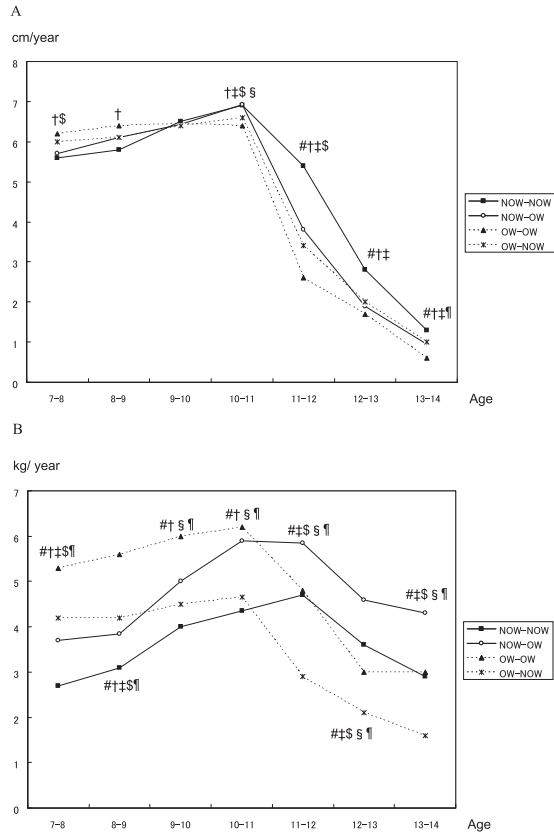 A
cm/year
8
7
6
5
4
3
2
1
0
†$
†
†‡$ §
#†‡$
#†‡
#†‡¶
7-8
8-9
9-10
10-11
11-12
12-13
13-14
Age
NOW-NOW
NOW-OW
OW-OW
OW-NOW
B
kg/ year
7
6
5
4
3
2
1
0
#†‡$¶
#†‡$¶
#† § ¶
#† § ¶
#‡$ § ¶
#‡$ § ¶
#‡$ § ¶
7-8
8-9
9-10
10-11
11-12
12-13
13-14
Age
NOW-NOW
NOW-OW
OW-OW
OW-NOW